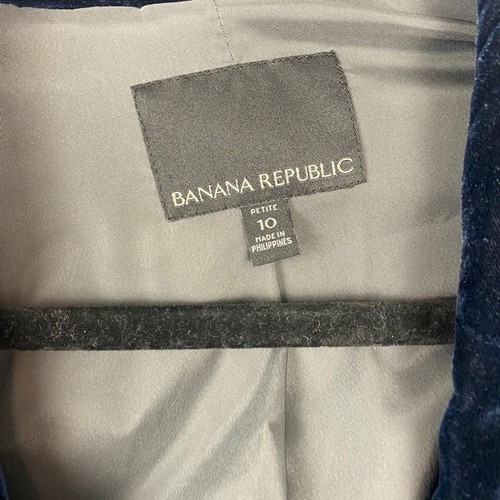 BANANA REPUBLIC
PETITE
10
MADE IN
PHILIPPINES